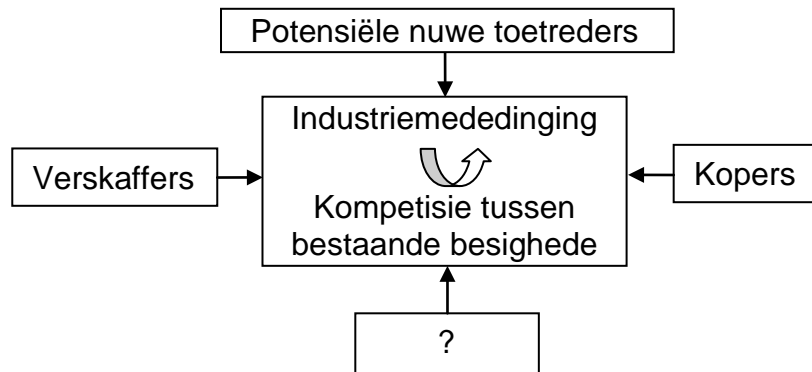 Potensiële nuwe toetreders
Industriemededinging
Verskaffers
Kopers
Kompetisie tussen
bestaande besighede
?